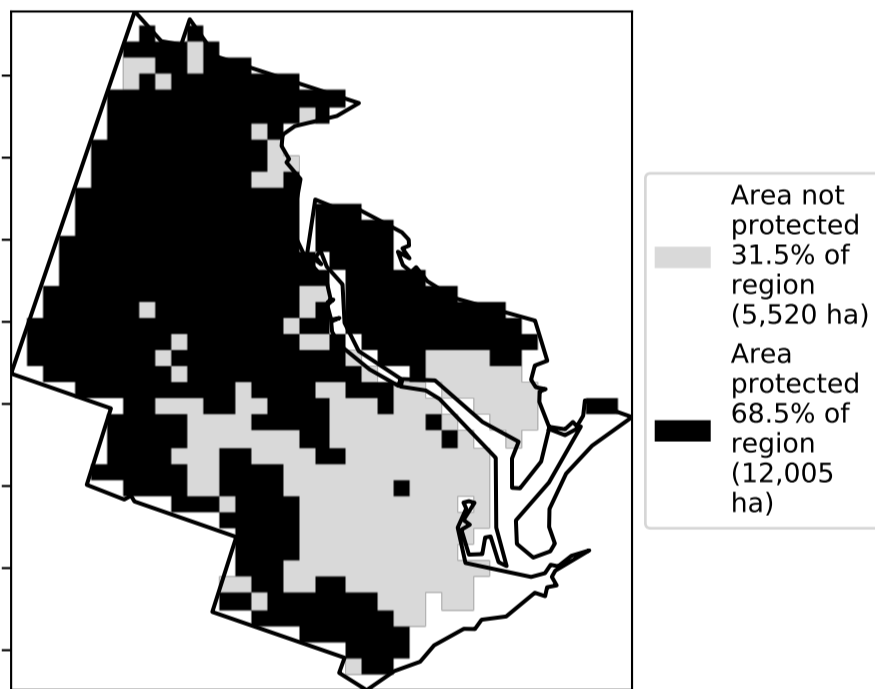 Area not
protected
31.5% of
region
(5,520 ha)
Area
protected
68.5% of
region
(12,005
ha)